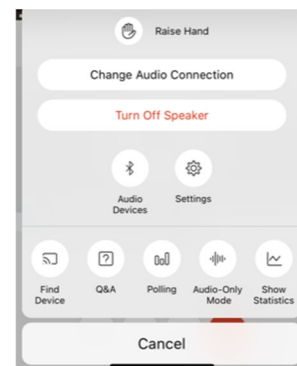 Raise Hand
Change Audio Connection
Turn Off Speaker
Audio
Devices
Settings
Find
Device
Q&A
Polling
Audio-Only
Mode
Show
Statistics
Cancel